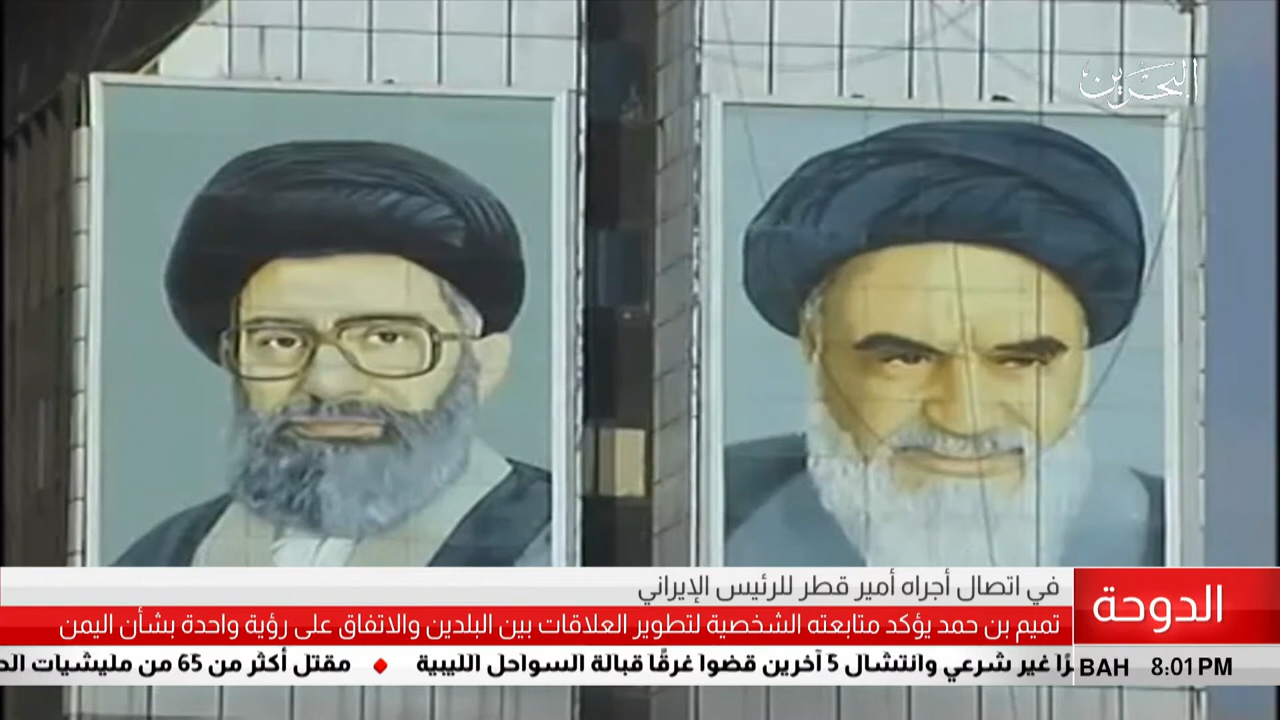 البحرين
في اتصال أجراه أمير قطر للرئيس الإيراني
الدوحة
تميم بن حمد يؤكد متابعته الشخصية لتطوير العلاقات بين البلدين والاتفاق على رؤية واحدة بشأن اليمن
غير شرعي وانتشال 5 آخرين قضوا غرقًا قبالة السواحل الليبية ♦ مقتل أكثر من 65 من مليشيات
BAH 8:01 PM